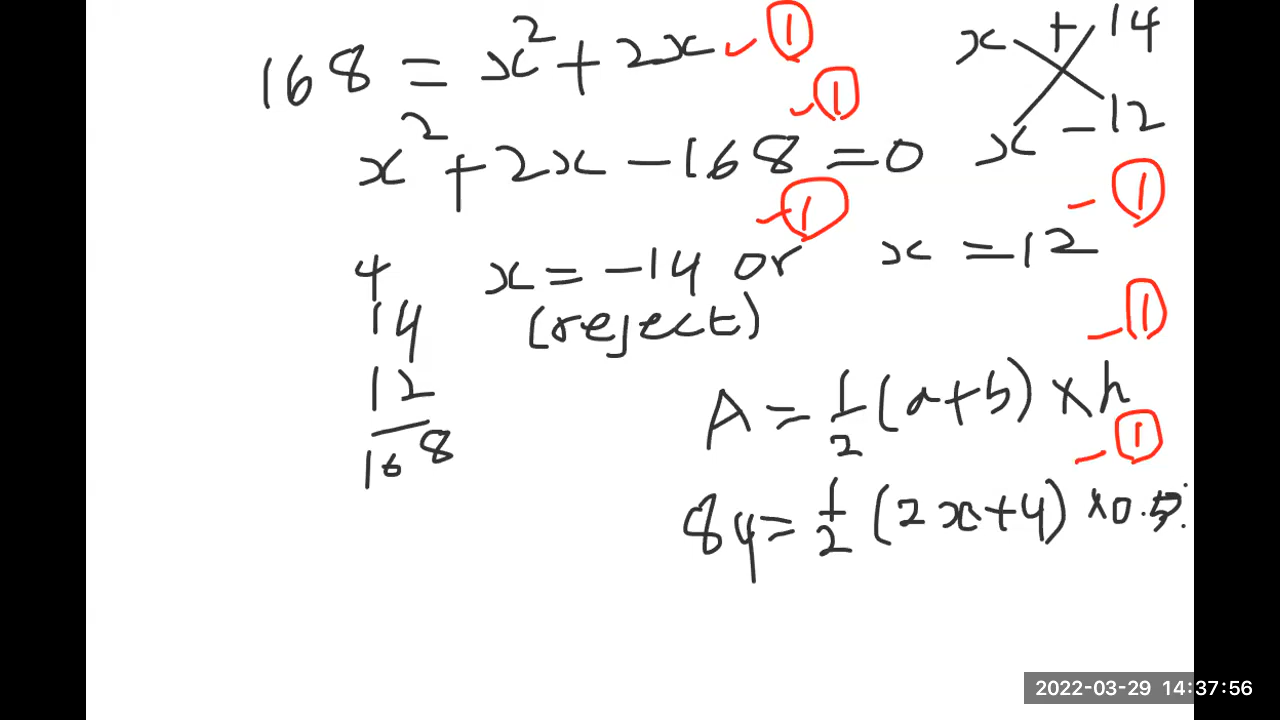 168 = x² + 2x ✓ ①
✓ ①
x +14
x -12
x² + 2x - 168 = 0
✓ ①
- ①
x = -14 or x = 12
(reject)
4
14
12
168
- ①
A = 1/2 (a+b) × h
- ①
84 = 1/2 (2x+4) × 0.5
2022-03-29 14:37:56